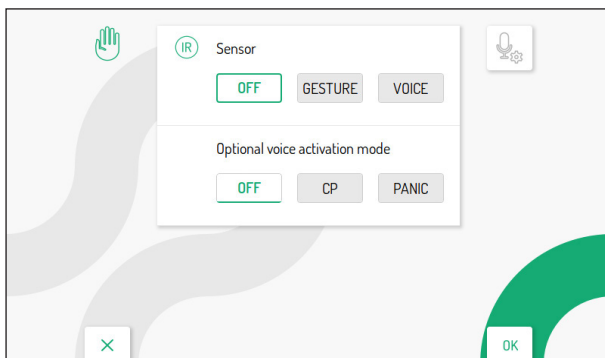 IR Sensor
OFF GESTURE VOICE
Optional voice activation mode
OFF CP PANIC
OK